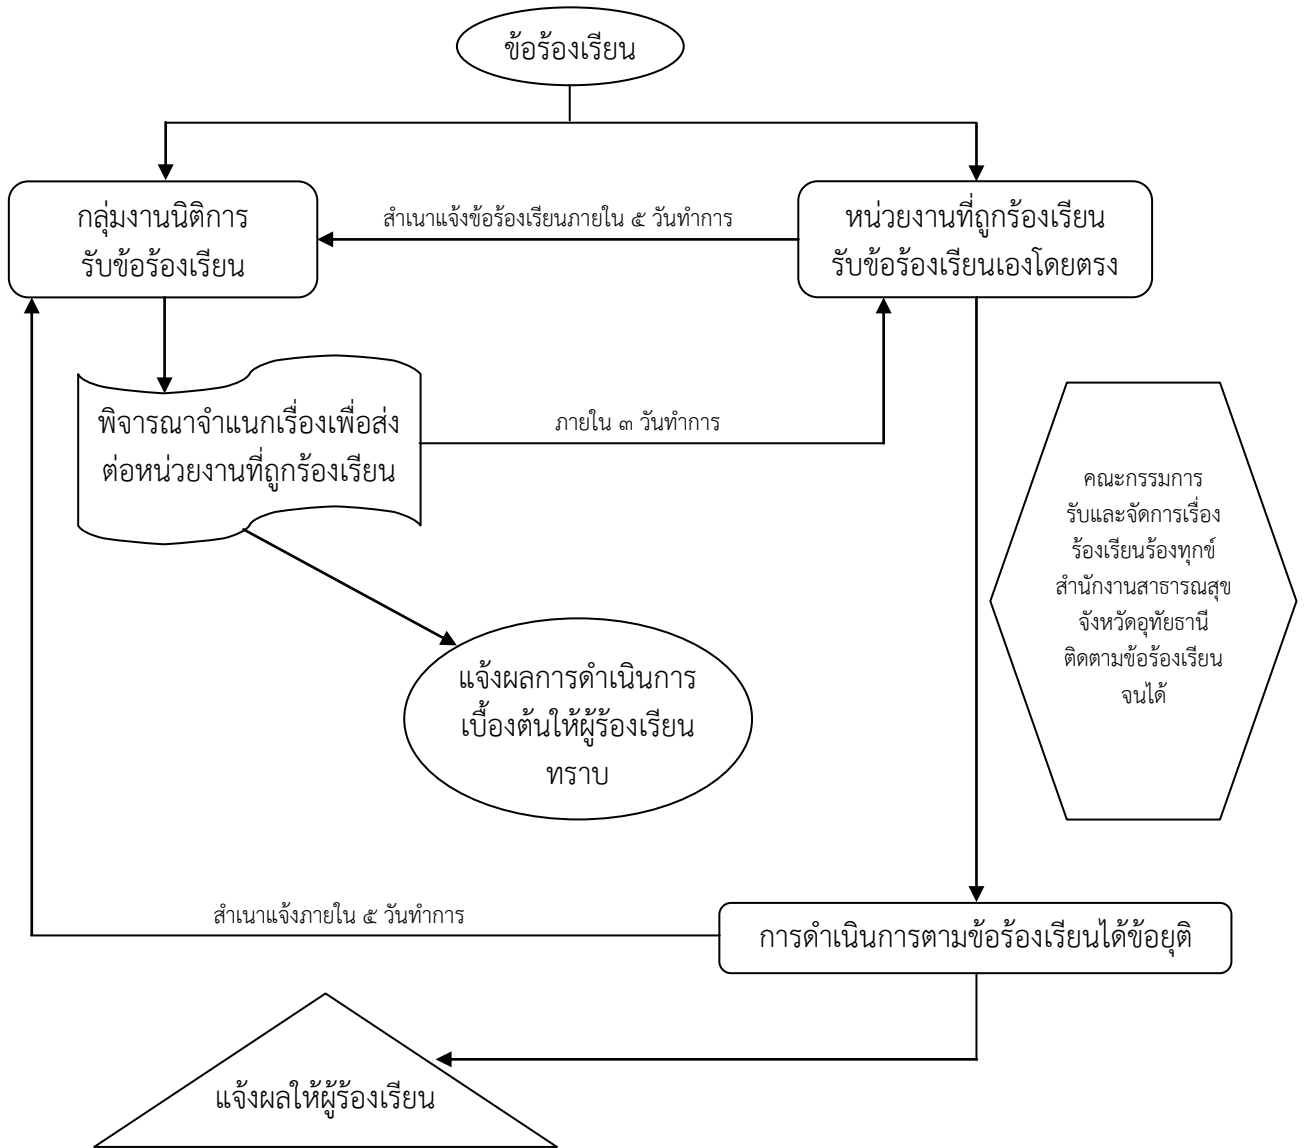 ข้อร้องเรียน
กลุ่มงานนิติการ
รับข้อร้องเรียน
สำเนาแจ้งข้อร้องเรียนภายใน ๕ วันทำการ
หน่วยงานที่ถูกร้องเรียน
รับข้อร้องเรียนเองโดยตรง
พิจารณาจำแนกเรื่องเพื่อส่ง
ต่อหน่วยงานที่ถูกร้องเรียน
ภายใน ๓ วันทำการ
คณะกรรมการ
รับและจัดการเรื่อง
ร้องเรียนร้องทุกข์
สำนักงานสาธารณสุข
จังหวัดอุทัยธานี
ติดตามข้อร้องเรียน
จนได้
แจ้งผลการดำเนินการ
เบื้องต้นให้ผู้ร้องเรียน
ทราบ
สำเนาแจ้งภายใน ๕ วันทำการ
การดำเนินการตามข้อร้องเรียนได้ข้อยุติ
แจ้งผลให้ผู้ร้องเรียน